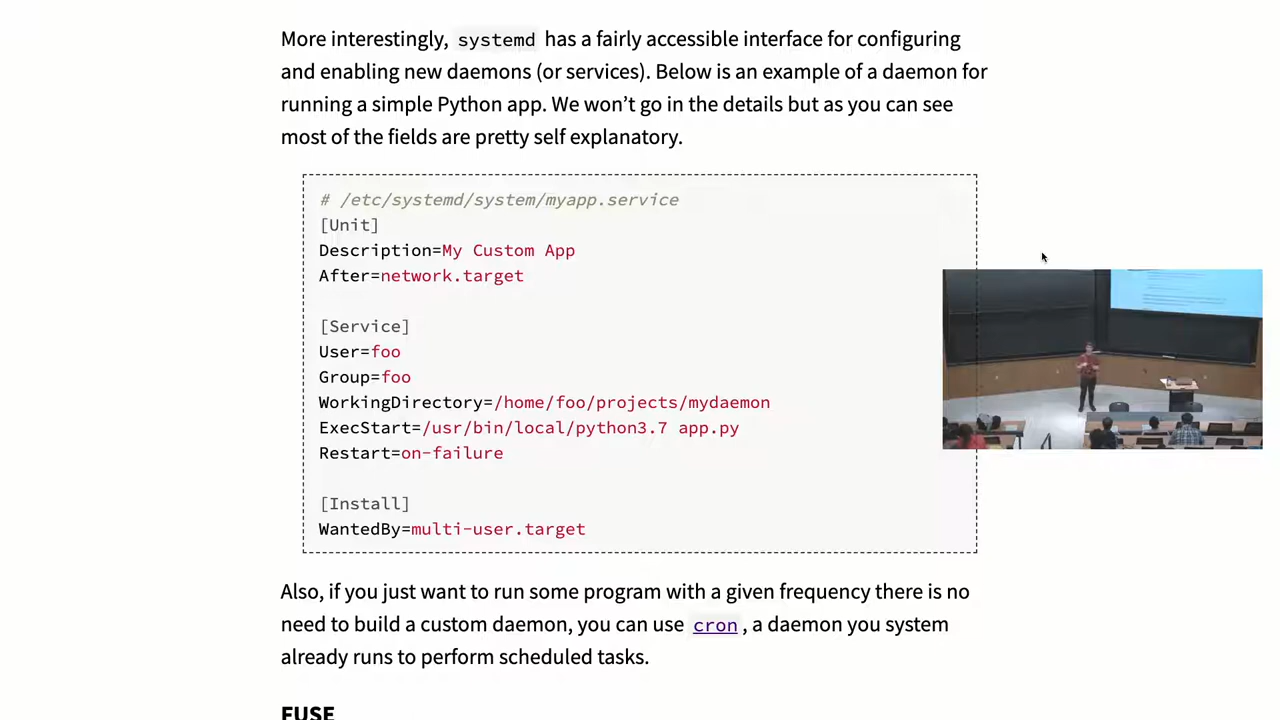 More interestingly, systemd has a fairly accessible interface for configuring
and enabling new daemons (or services). Below is an example of a daemon for
running a simple Python app. We won’t go in the details but as you can see
most of the fields are pretty self explanatory.
# /etc/systemd/system/myapp.service
[Unit]
Description=My Custom App
After=network.target
[Service]
User=foo
Group=foo
WorkingDirectory=/home/foo/projects/mydaemon
ExecStart=/usr/bin/local/python3.7 app.py
Restart=on-failure
[Install]
WantedBy=multi-user.target
Also, if you just want to run some program with a given frequency there is no
need to build a custom daemon, you can use cron, a daemon you system
already runs to perform scheduled tasks.
FUSE